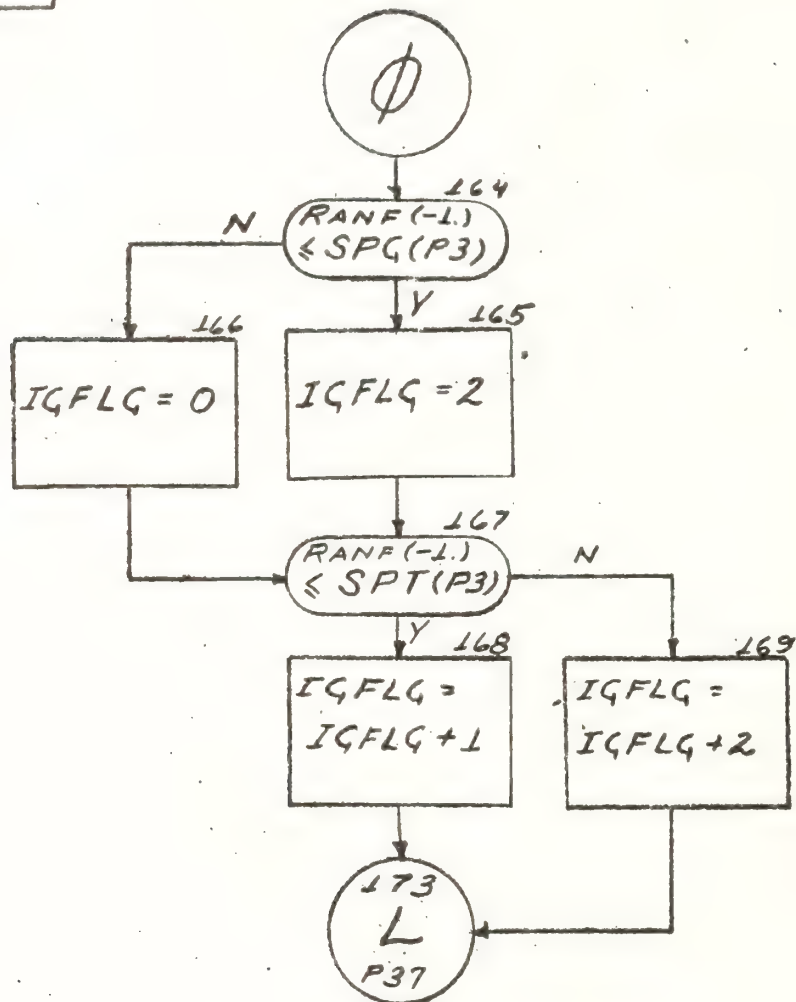 Ø
164
RANF(-1.)
≤ SPG(P3)
N
Y
166
165
IGFLG = 0
IGFLG = 2
167
RANF(-1.)
≤ SPT(P3)
N
Y
168
169
IGFLG =
IGFLG + 1
IGFLG =
IGFLG + 2
173
L
P37